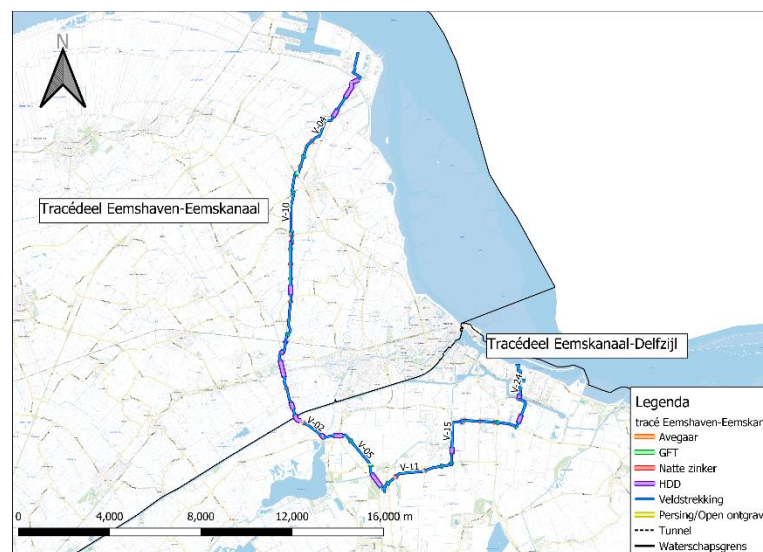 N
V-04
Tracédeel Eemshaven-Eemskanaal
V-10
Tracédeel Eemskanaal-Delfzijl
V-24
V-02
V-05
V-15
V-11
0 4,000 8,000 12,000 16,000 m
Legenda
tracé Eemshaven-Eemskan
Avegaar
GFT
Natte zinker
HDD
Veldstrekking
Persing/Open ontgrav
Tunnel
Waterschapsgrens